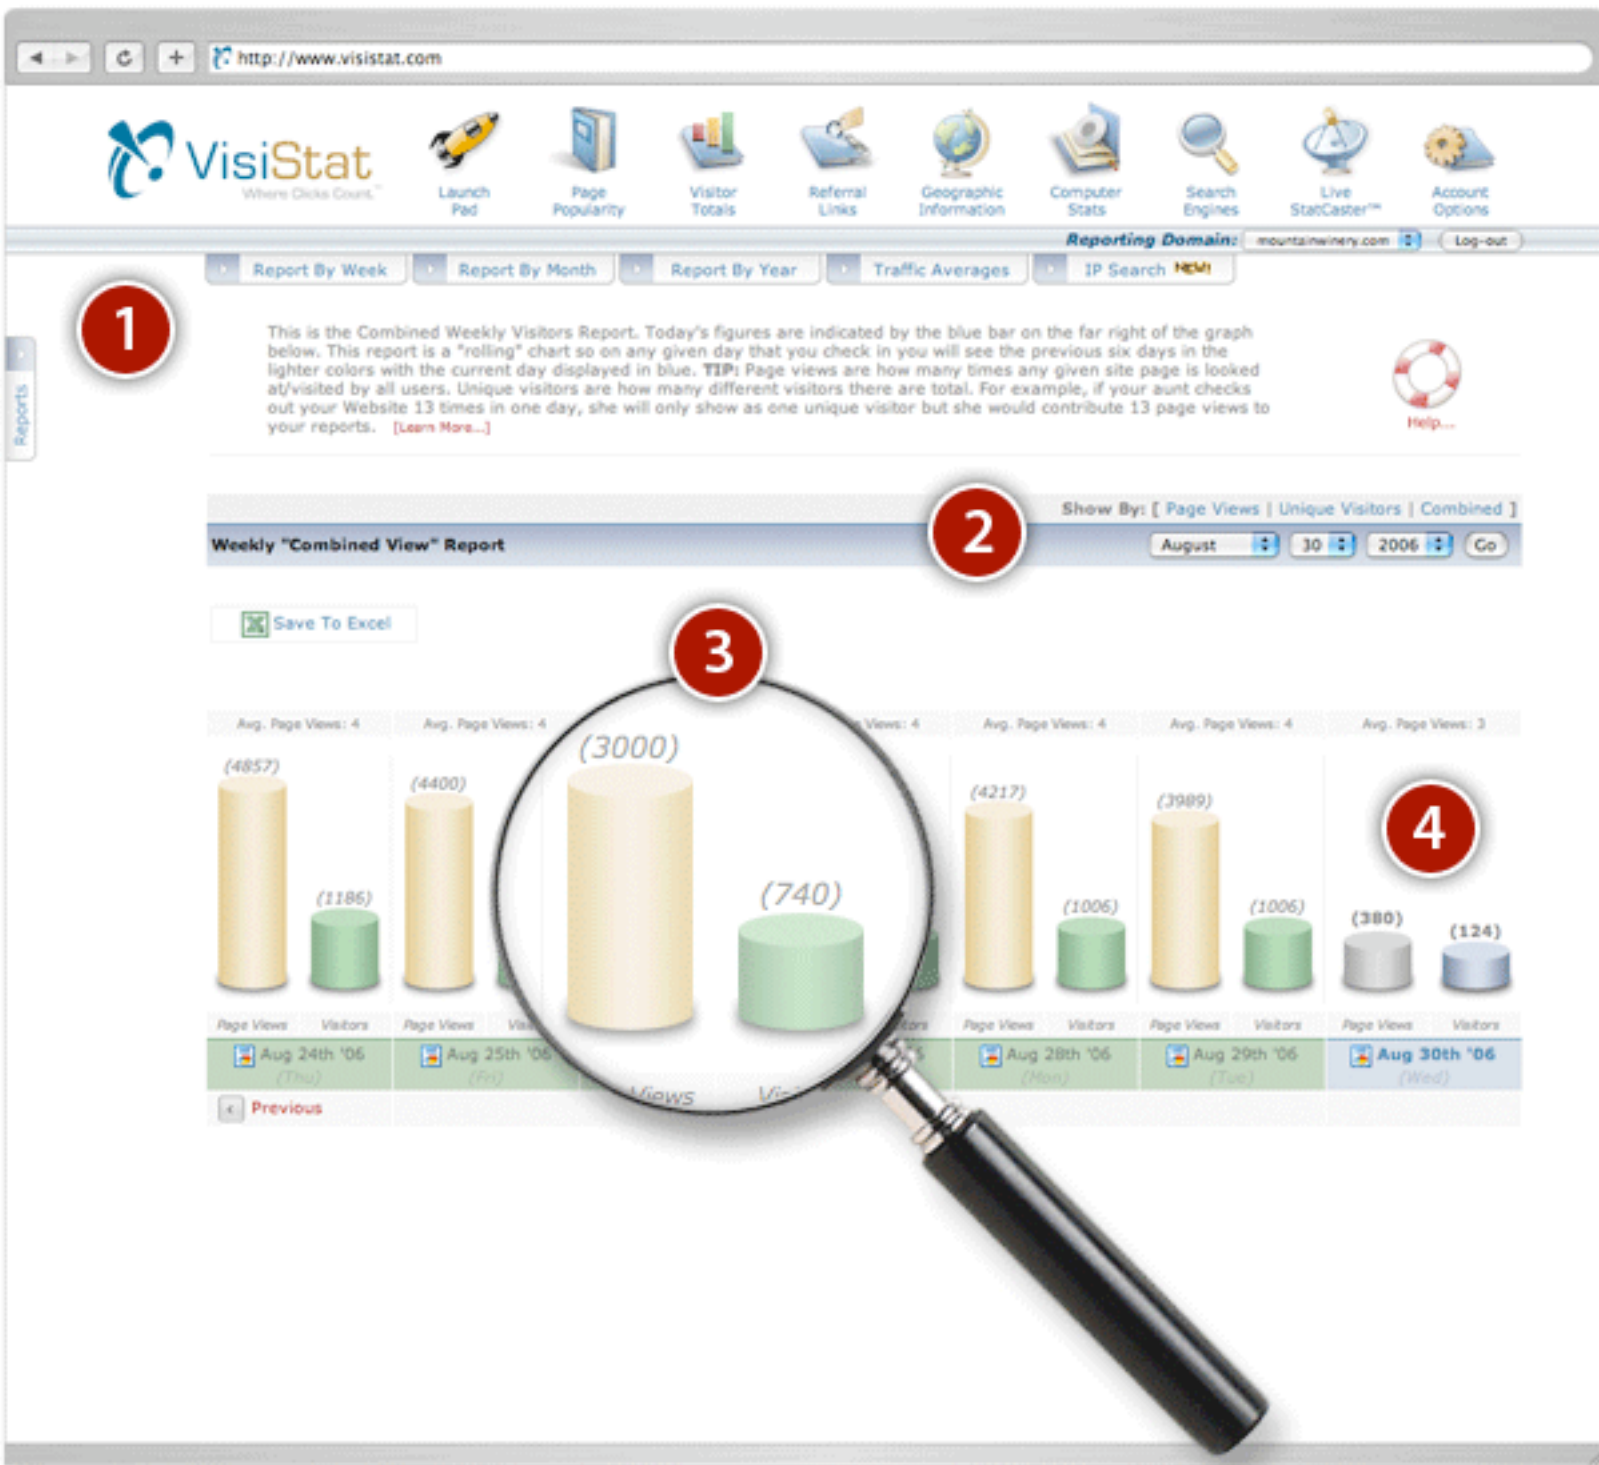 http://www.visistat.com
VisiStat
Where Clicks Count.™
Launch Pad
Page Popularity
Visitor Totals
Referral Links
Geographic Information
Computer Stats
Search Engines
Live StatCaster™
Account Options
Reporting Domain: mountainwinery.com Log-out
Report By Week Report By Month Report By Year Traffic Averages IP Search NEW!
1
Reports
This is the Combined Weekly Visitors Report. Today's figures are indicated by the blue bar on the far right of the graph
below. This report is a "rolling" chart so on any given day that you check in you will see the previous six days in the
lighter colors with the current day displayed in blue. TIP: Page views are how many times any given site page is looked
at/visited by all users. Unique visitors are how many different visitors there are total. For example, if your aunt checks
out your Website 13 times in one day, she will only show as one unique visitor but she would contribute 13 page views to
your reports. [Learn More...]
Help...
Show By: [ Page Views | Unique Visitors | Combined ]
2
Weekly "Combined View" Report
August 30 2006 Go
Save To Excel
3
Avg. Page Views: 4 Avg. Page Views: 4 Views: 4 Avg. Page Views: 4 Avg. Page Views: 4 Avg. Page Views: 3
(4857) (1186)
(4400)
(3000) (740)
(4217) (1006)
(3989) (1006)
4
(380) (124)
Page Views Visitors Page Views Page Views Visitors Page Views Visitors Page Views Visitors
Views
Aug 24th '06 Aug 25th '06 Aug 28th '06 Aug 29th '06 Aug 30th '06
(Thu) (Fri) (Mon) (Tue) (Wed)
Previous